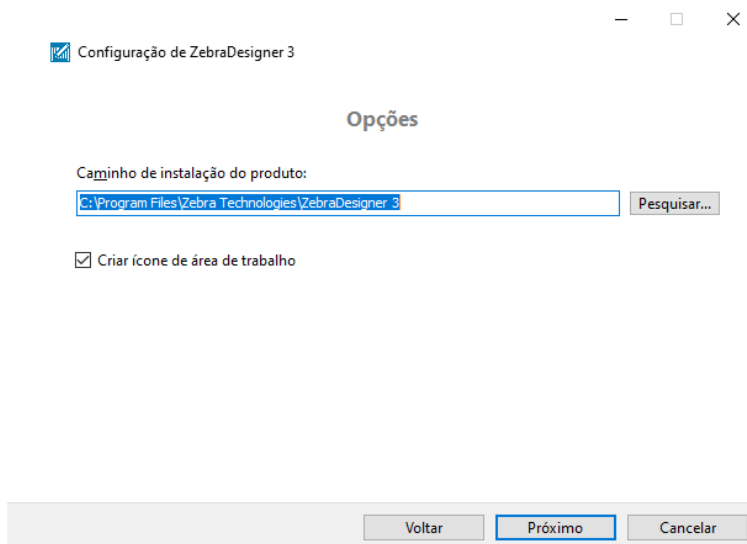 Configuração de ZebraDesigner 3
Opções
Caminho de instalação do produto:
C:\Program Files\Zebra Technologies\ZebraDesigner 3
Pesquisar...
Criar ícone de área de trabalho
Voltar
Próximo
Cancelar